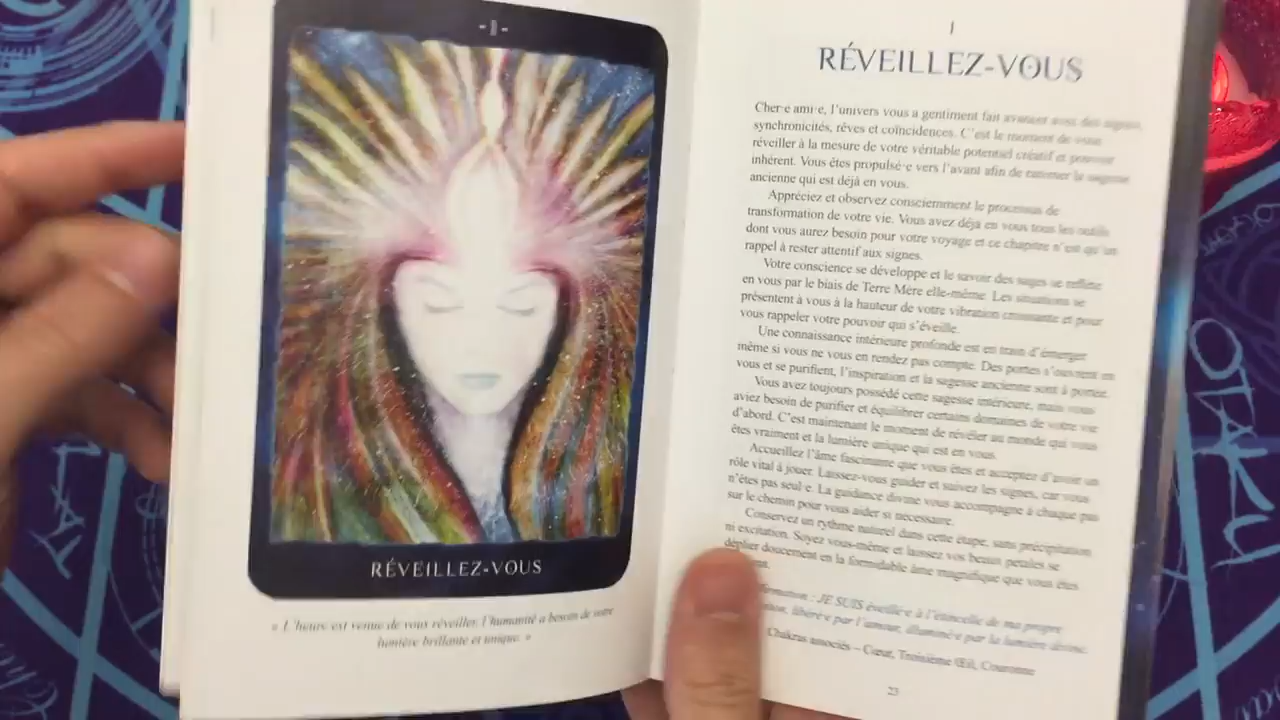 - I -
RÉVEILLEZ-VOUS
« L'heure est venue de vous réveiller, l'humanité a besoin de votre
lumière brillante et unique. »
I
RÉVEILLEZ-VOUS
Cher·e ami·e, l'univers vous a gentiment fait avancer avec des signes,
synchronicités, rêves et coïncidences. C'est le moment de vous
réveiller à la mesure de votre véritable potentiel créatif et pouvoir
inhérent. Vous êtes propulsé·e vers l'avant afin de ranimer la sagesse
ancienne qui est déjà en vous.
Appréciez et observez consciemment le processus de
transformation de votre vie. Vous avez déjà en vous tous les outils
dont vous aurez besoin pour votre voyage et ce chapitre n'est qu'un
rappel à rester attentif aux signes.
Votre conscience se développe et le savoir des sages se reflète
en vous par le biais de Terre Mère elle-même. Les situations se
présentent à vous à la hauteur de votre vibration croissante et pour
vous rappeler votre pouvoir qui s'éveille.
Une connaissance intérieure profonde est en train d'émerger
même si vous ne vous en rendez pas compte. Des portes s'ouvrent en
vous et se purifient, l'inspiration et la sagesse ancienne sont à portée.
Vous avez toujours possédé cette sagesse intérieure, mais vous
aviez besoin de purifier et équilibrer certains domaines de votre vie
d'abord. C'est maintenant le moment de révéler au monde qui vous
êtes vraiment et la lumière unique qui est en vous.
Accueillez l'âme fascinante que vous êtes et acceptez d'avoir un
rôle vital à jouer. Laissez-vous guider et suivez les signes, car vous
n'êtes pas seul·e. La guidance divine vous accompagne à chaque pas
sur le chemin pour vous aider si nécessaire.
Conservez un rythme naturel dans cette étape, sans précipitation
ni excitation. Soyez vous-même et laissez vos beaux pétales se
déplier doucement en la formidable âme magnifique que vous êtes
: JE SUIS éveillé·e à l'étincelle de ma propre
libéré·e par l'amour, illuminé·e par la lumière divine.
Chakras associés – Cœur, Troisième Œil, Couronne
23
OTAKU